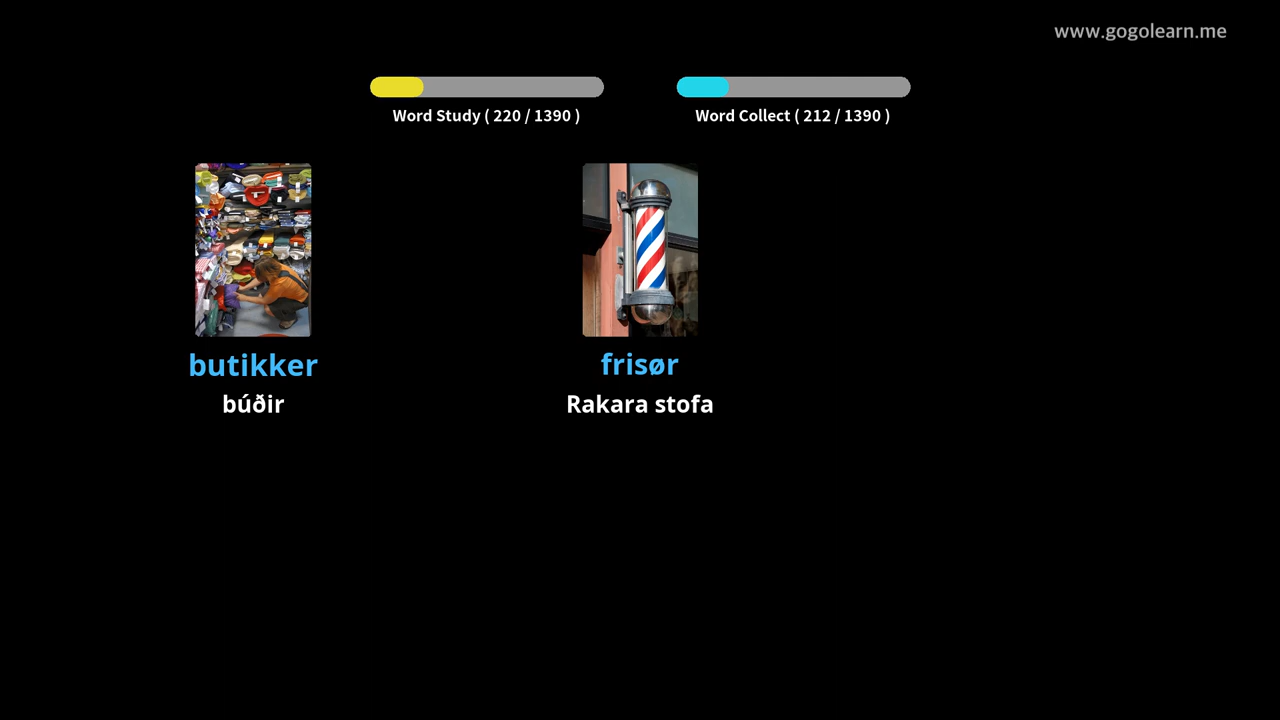 www.gogolearn.me
Word Study ( 220 / 1390 )
Word Collect ( 212 / 1390 )
butikker
búðir
frisør
Rakara stofa